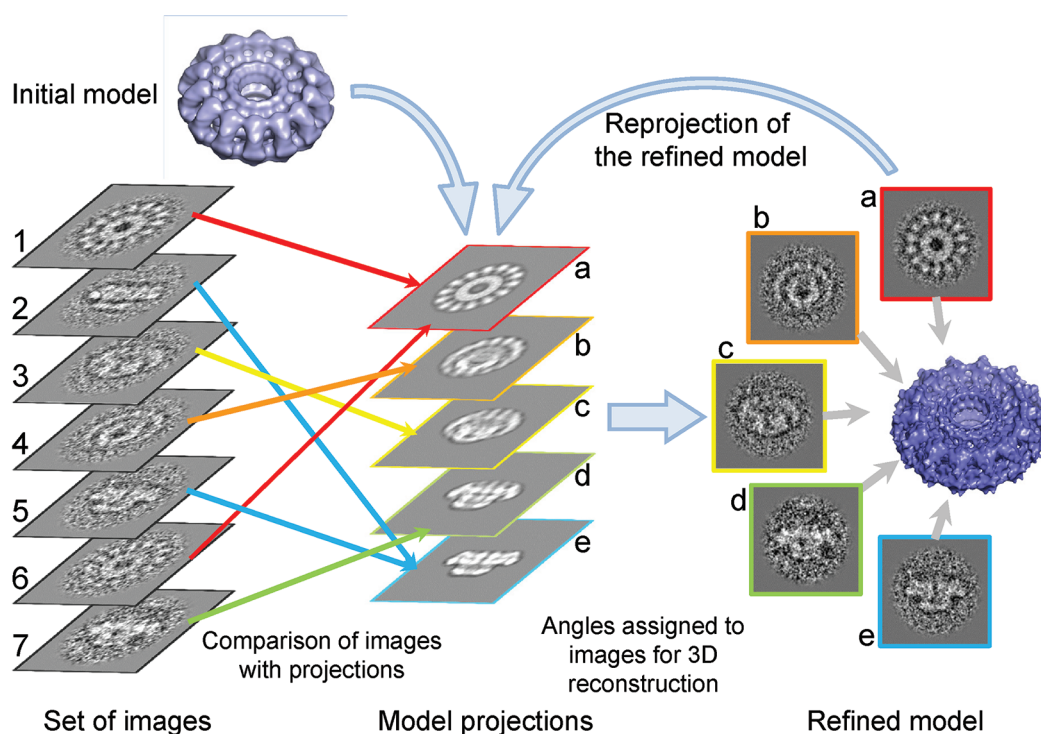 Initial model
Reprojection of
the refined model
1
2
3
4
5
6
7
a
b
c
d
e
a
b
c
d
e
Comparison of images
with projections
Angles assigned to
images for 3D
reconstruction
Set of images
Model projections
Refined model